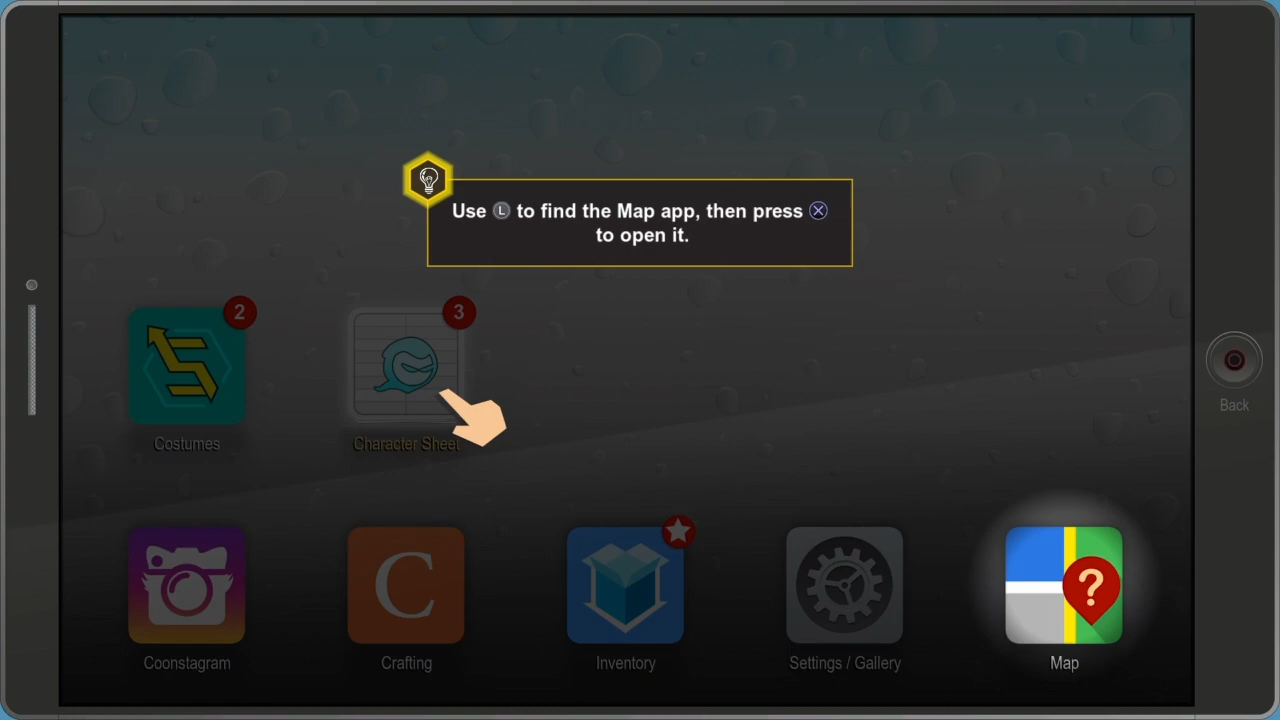 Use L to find the Map app, then press X
to open it.
2
3
Costumes
Character Sheet
Back
C
?
Coonstagram
Crafting
Inventory
Settings / Gallery
Map